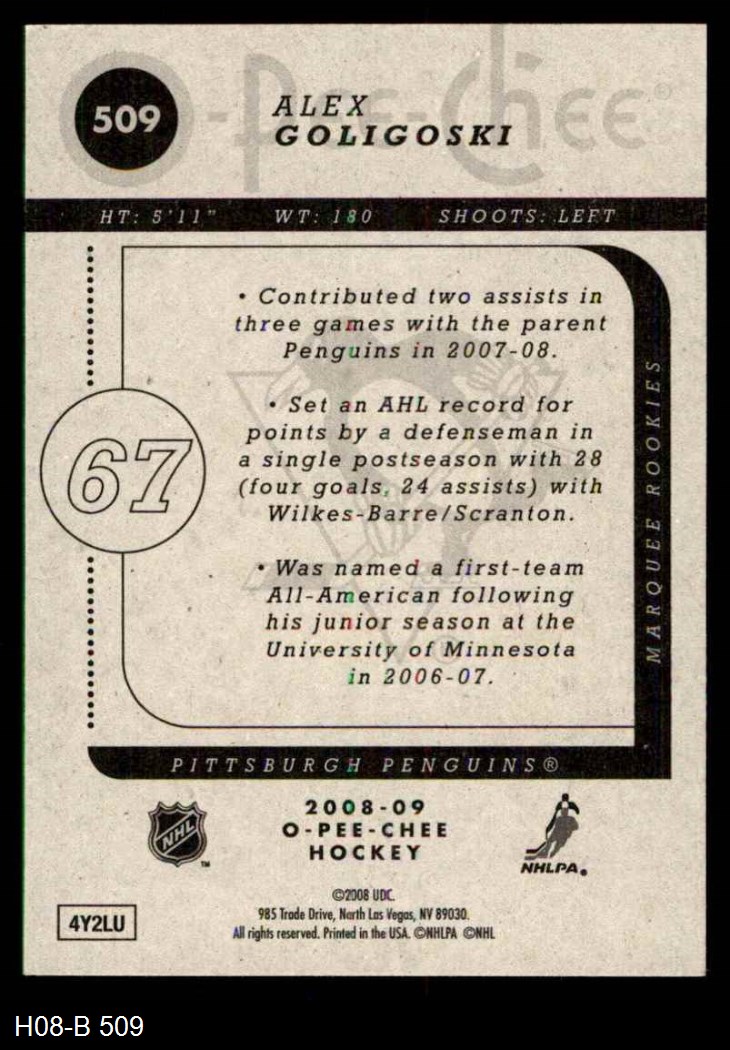 509
ALEX
GOLIGOSKI
O-Pee-Chee®
HT: 5'11" WT: 180 SHOOTS: LEFT
• Contributed two assists in
three games with the parent
Penguins in 2007-08.
• Set an AHL record for
points by a defenseman in
a single postseason with 28
(four goals, 24 assists) with
Wilkes-Barre/Scranton.
• Was named a first-team
All-American following
his junior season at the
University of Minnesota
in 2006-07.
67
MARQUEE ROOKIES
PITTSBURGH PENGUINS®
NHL
TM
2008-09
O-PEE-CHEE
HOCKEY
NHLPA®
©2008 UDC.
985 Trade Drive, North Las Vegas, NV 89030.
All rights reserved. Printed in the USA. ©NHLPA ©NHL
4Y2LU
H08-B 509